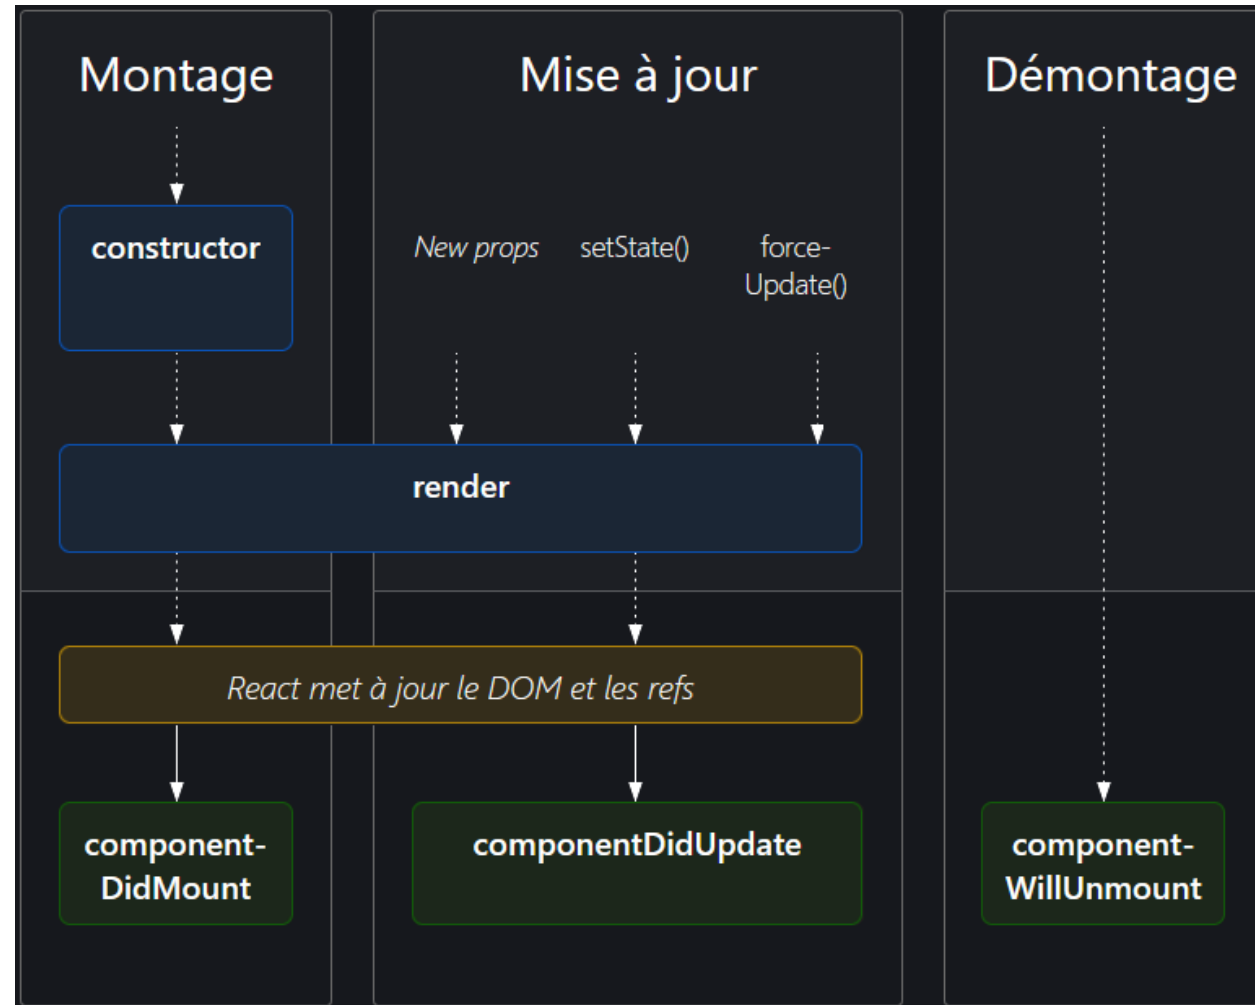 Montage
Mise à jour
Démontage
constructor
New props
setState()
force-
Update()
render
React met à jour le DOM et les refs
component-
DidMount
componentDidUpdate
component-
WillUnmount